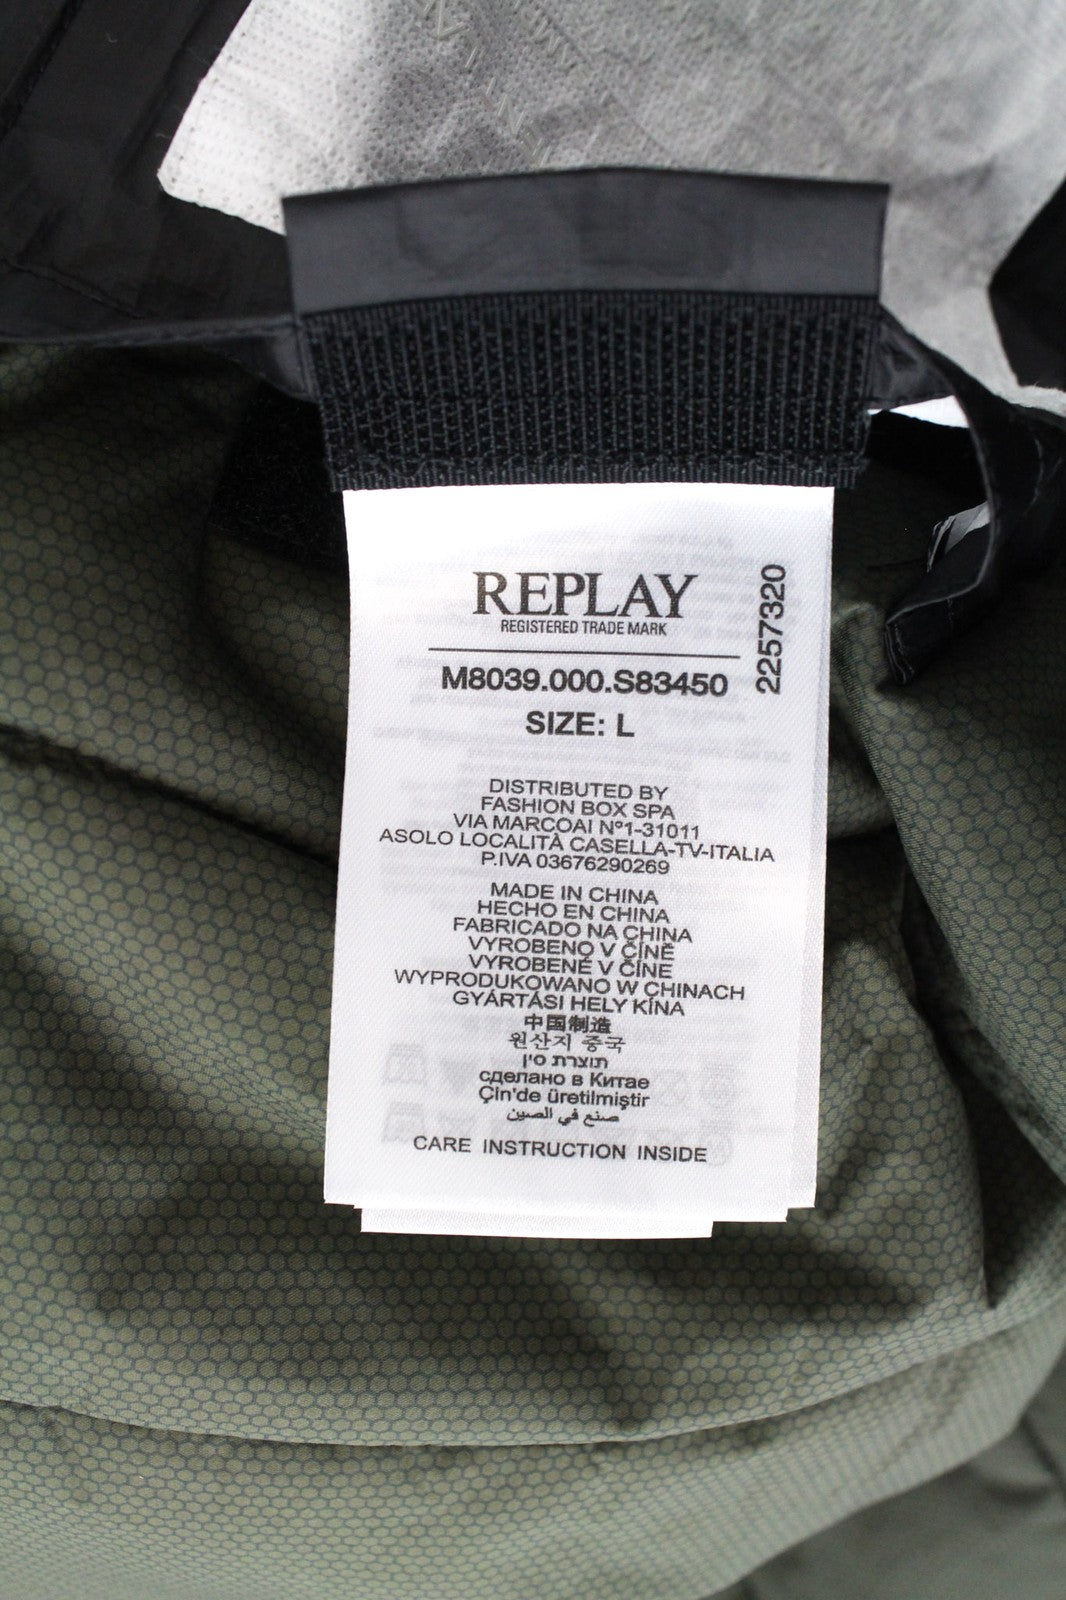 REPLAY
REGISTERED TRADE MARK
M8039.000.S83450
2257320
SIZE: L
DISTRIBUTED BY
FASHION BOX SPA
VIA MARCOAI Nº1-31011
ASOLO LOCALITÀ CASELLA-TV-ITALIA
P.IVA 03676290269
MADE IN CHINA
HECHO EN CHINA
FABRICADO NA CHINA
VYROBENO V ČÍNĚ
VYROBENÉ V ČÍNE
WYPRODUKOWANO W CHINACH
GYÁRTÁSI HELY KÍNA
中国制造
원산지 중국
תוצרת סין
сделано в Китае
Çin'de üretilmiştir
صنع في الصين
CARE INSTRUCTION INSIDE